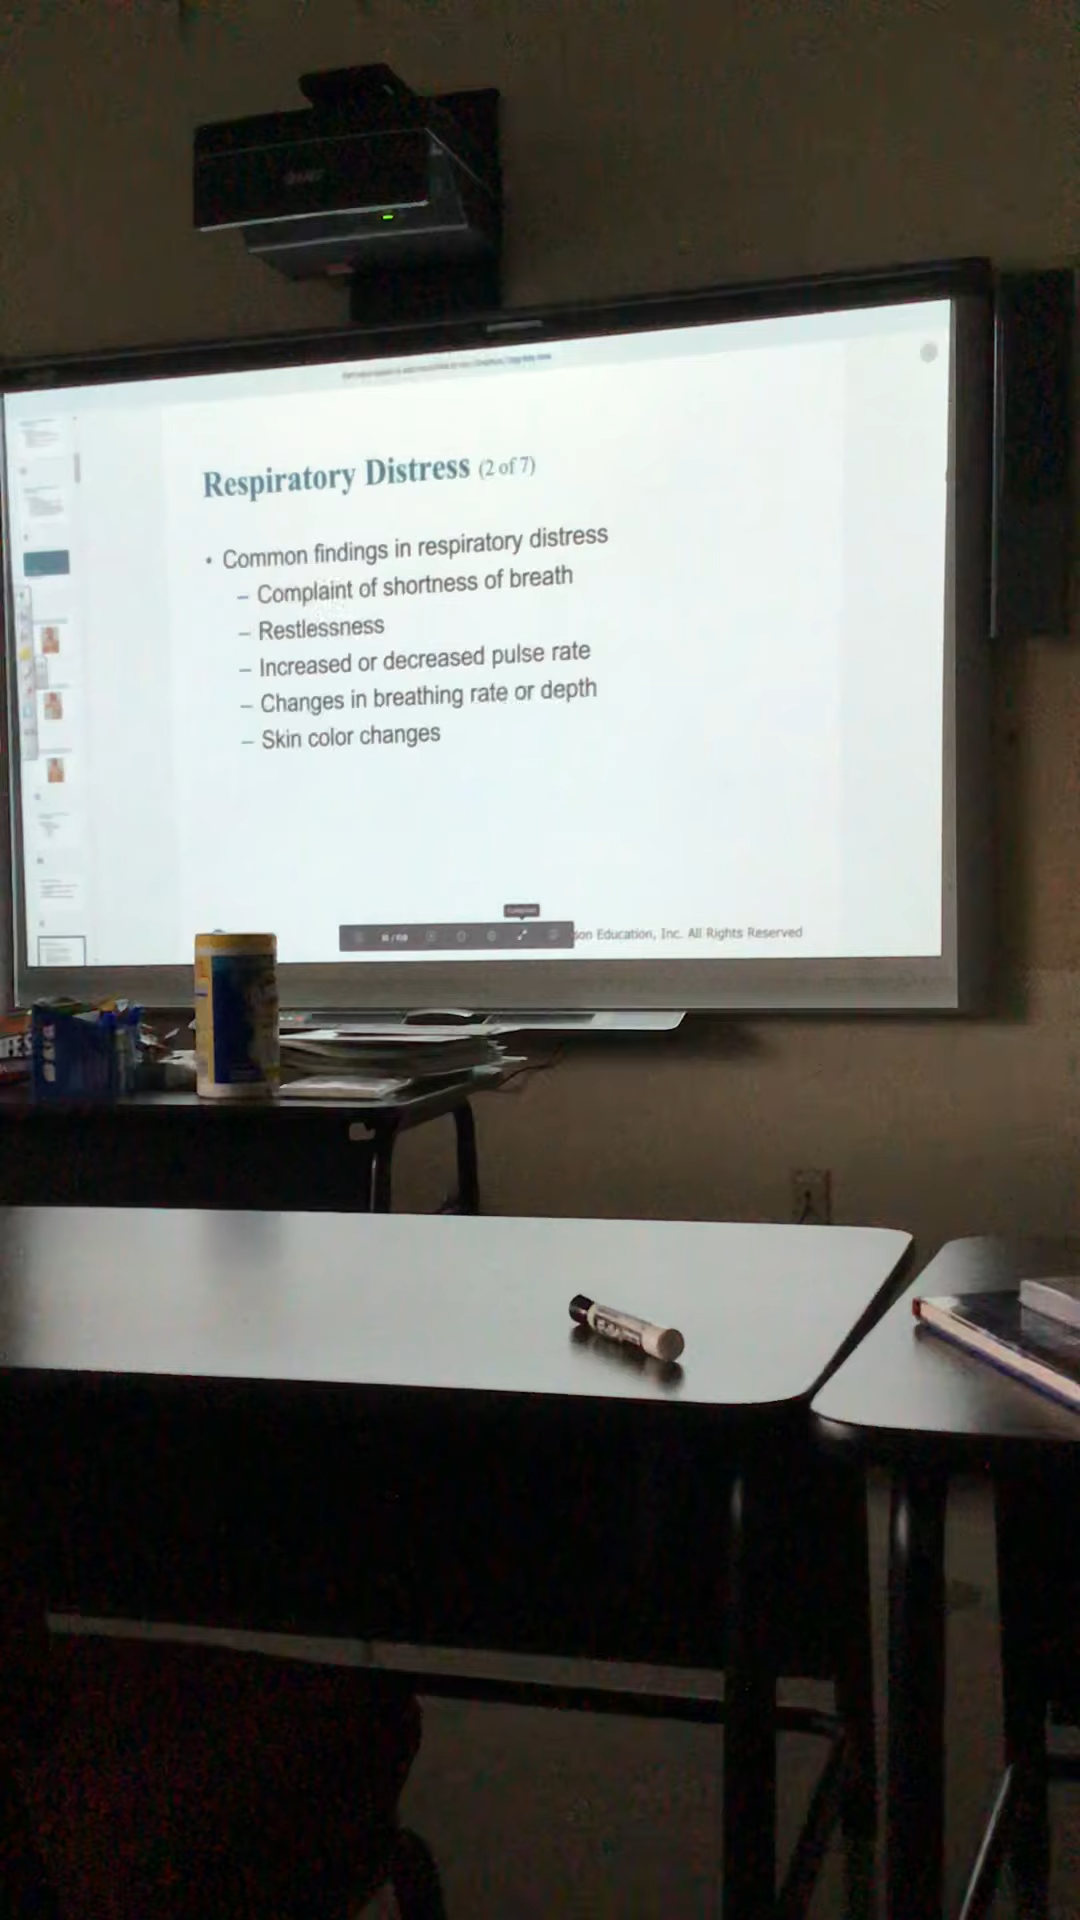 Respiratory Distress (2 of 7)
• Common findings in respiratory distress
– Complaint of shortness of breath
– Restlessness
– Increased or decreased pulse rate
– Changes in breathing rate or depth
– Skin color changes
son Education, Inc. All Rights Reserved